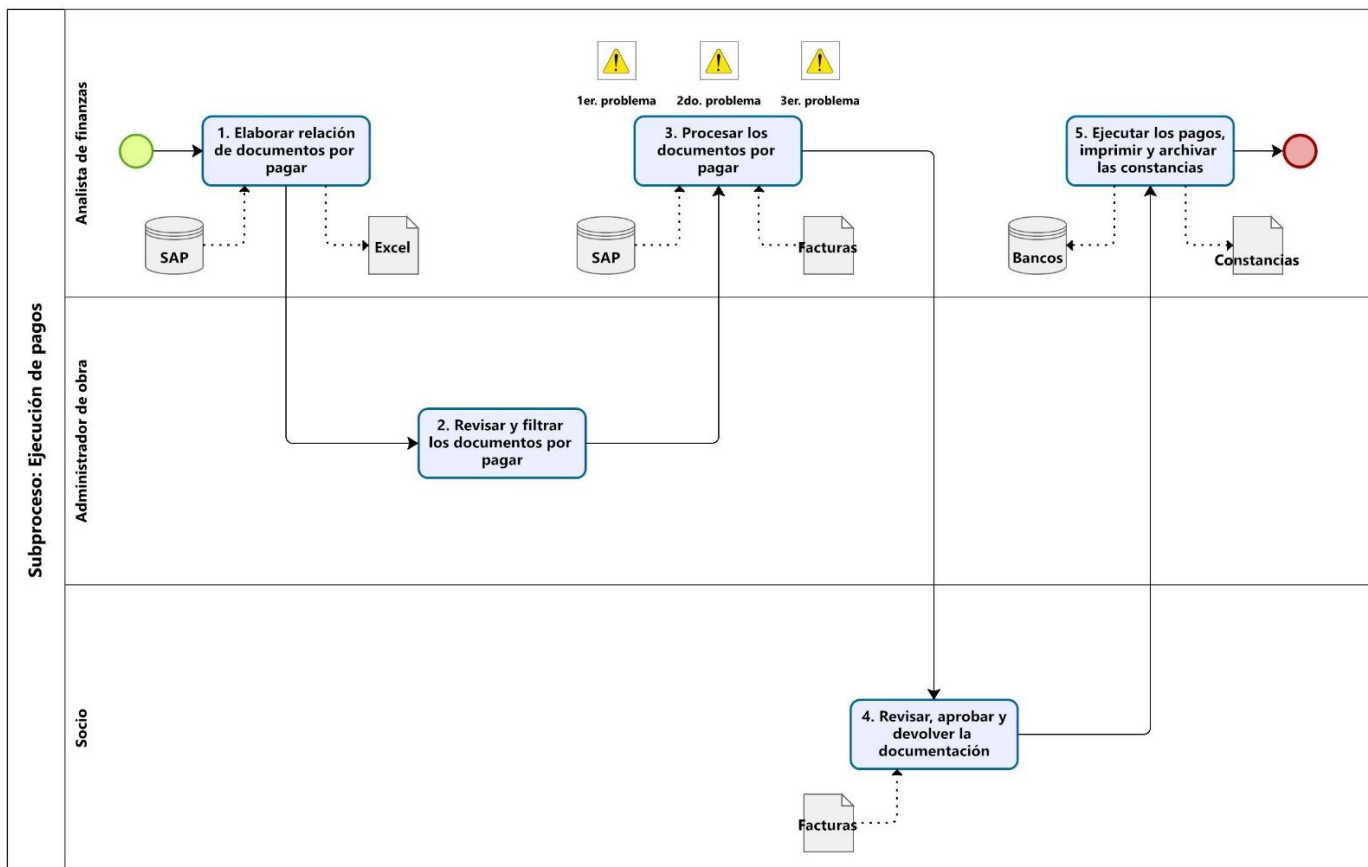 Subproceso: Ejecución de pagos
Analista de finanzas
1er. problema
2do. problema
3er. problema
1. Elaborar relación
de documentos por
pagar
3. Procesar los
documentos por
pagar
5. Ejecutar los pagos,
imprimir y archivar
las constancias
SAP
Excel
SAP
Facturas
Bancos
Constancias
Administrador de obra
2. Revisar y filtrar
los documentos por
pagar
Socio
4. Revisar, aprobar y
devolver la
documentación
Facturas